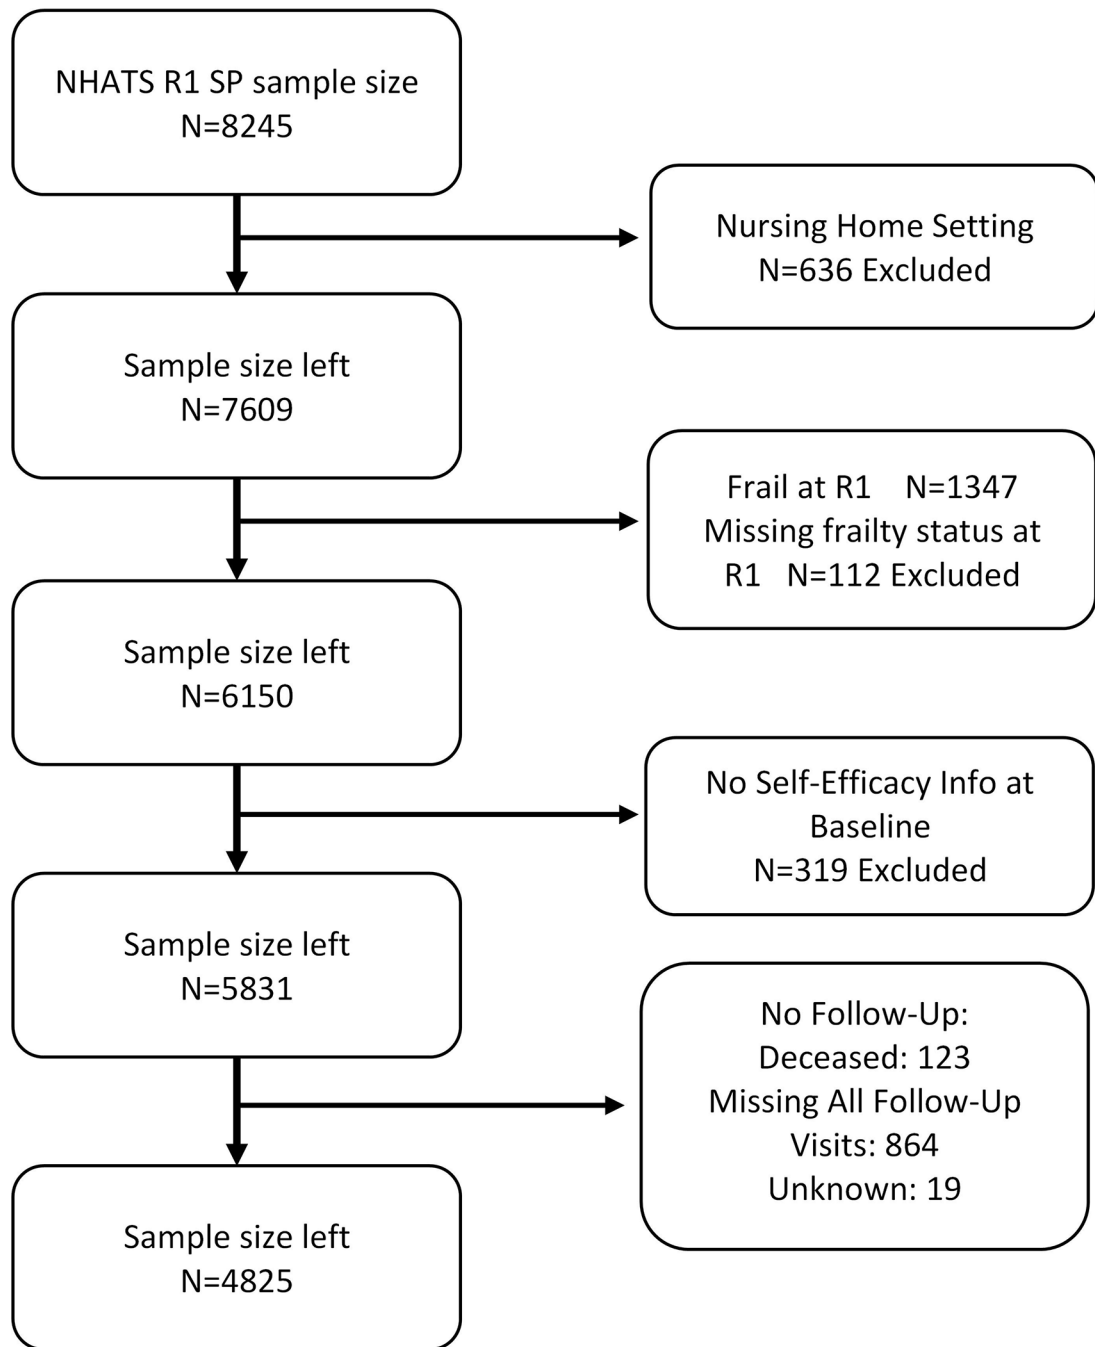 NHATS R1 SP sample size
N=8245
Nursing Home Setting
N=636 Excluded
Sample size left
N=7609
Frail at R1    N=1347
Missing frailty status at
R1   N=112 Excluded
Sample size left
N=6150
No Self-Efficacy Info at
Baseline
N=319 Excluded
Sample size left
N=5831
No Follow-Up:
Deceased: 123
Missing All Follow-Up
Visits: 864
Unknown: 19
Sample size left
N=4825